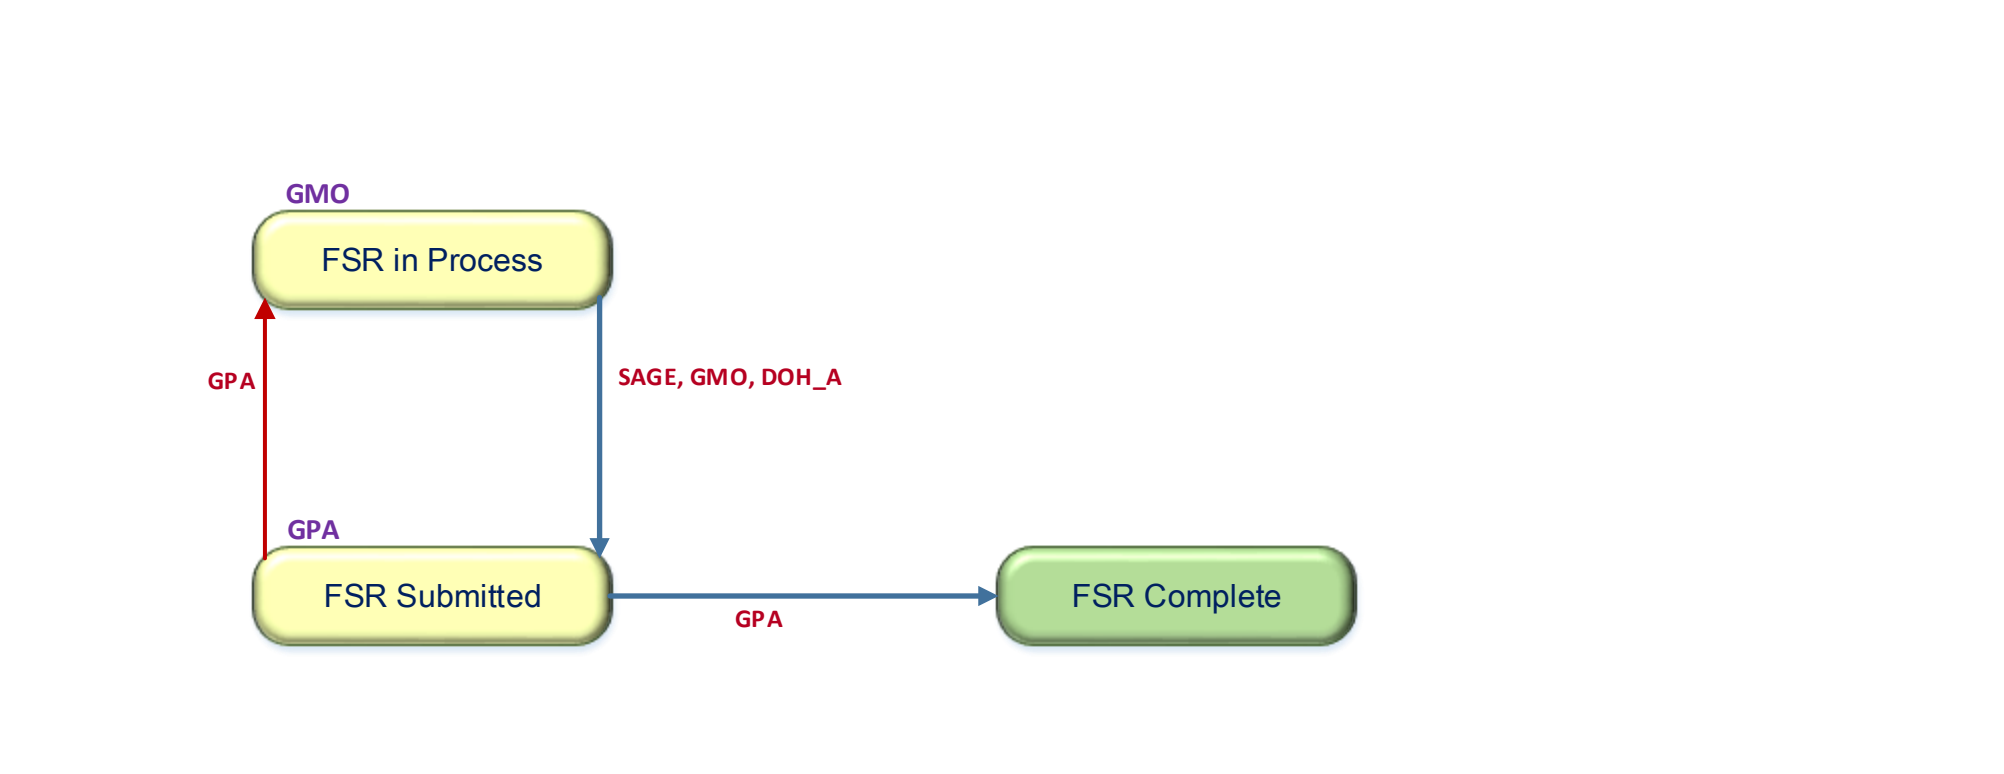 GMO
FSR in Process
GPA
SAGE, GMO, DOH_A
GPA
FSR Submitted
GPA
FSR Complete